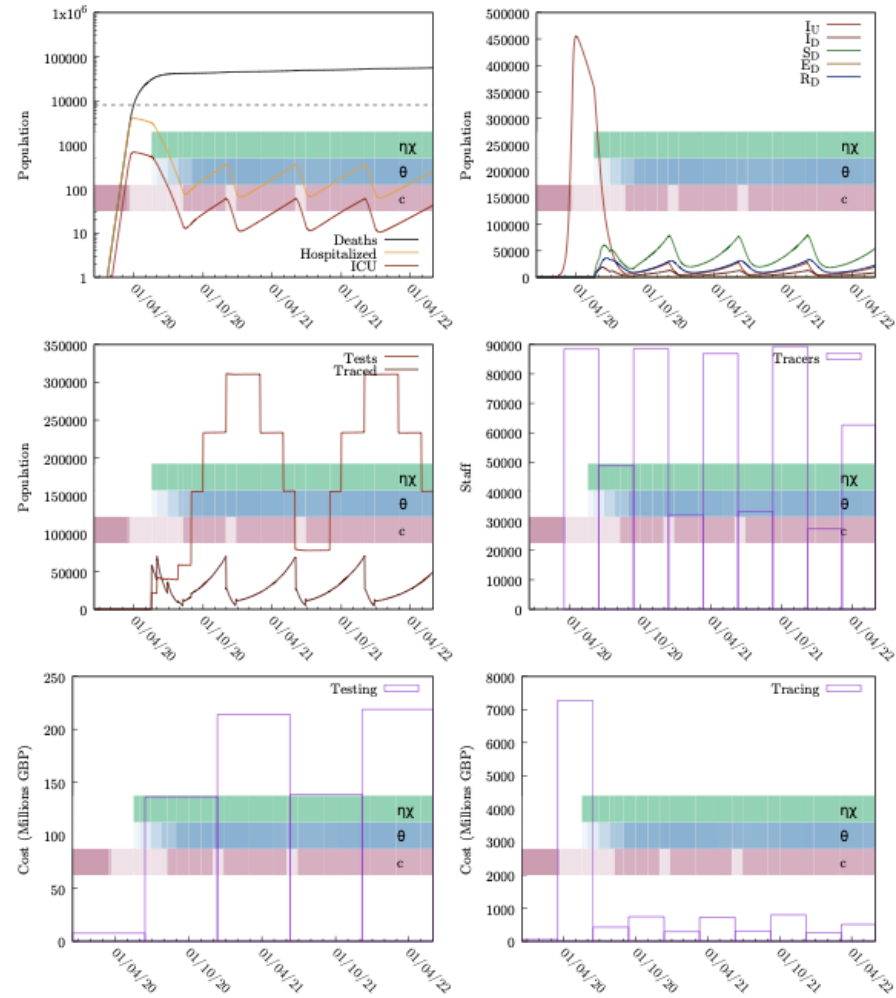 1x10⁶
100000
10000
1000
100
10
1
Population
ηχ
θ
c
Deaths
Hospitalized
ICU
01/04/20
01/10/20
01/04/21
01/10/21
01/04/22
500000
450000
400000
350000
300000
250000
200000
150000
100000
50000
0
Population
I_U
I_D
S_D
E_D
R_D
ηχ
θ
c
01/04/20
01/10/20
01/04/21
01/10/21
01/04/22
350000
300000
250000
200000
150000
100000
50000
0
Population
Tests
Traced
ηχ
θ
c
01/04/20
01/10/20
01/04/21
01/10/21
01/04/22
90000
80000
70000
60000
50000
40000
30000
20000
10000
0
Staff
Tracers
ηχ
θ
c
01/04/20
01/10/20
01/04/21
01/10/21
01/04/22
250
200
150
100
50
0
Cost (Millions GBP)
Testing
ηχ
θ
c
01/04/20
01/10/20
01/04/21
01/10/21
01/04/22
8000
7000
6000
5000
4000
3000
2000
1000
0
Cost (Millions GBP)
Tracing
ηχ
θ
c
01/04/20
01/10/20
01/04/21
01/10/21
01/04/22